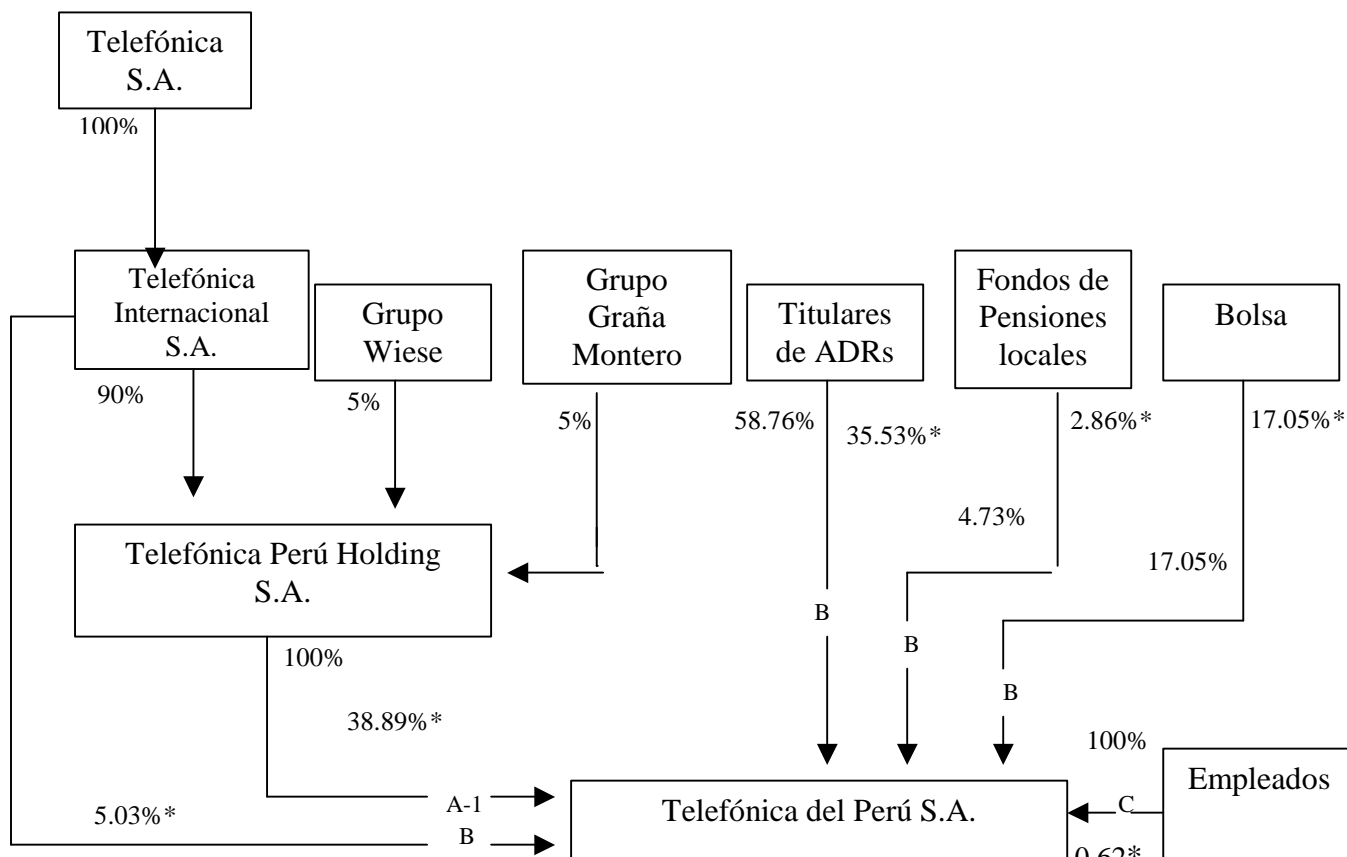 Telefónica
S.A.
100%
Telefónica
Internacional
S.A.
90%
Grupo
Wiese
5%
Grupo
Graña
Montero
5%
Titulares
de ADRs
58.76%
35.53%*
Fondos de
Pensiones
locales
2.86%*
4.73%
Bolsa
17.05%*
17.05%
Telefónica Perú Holding
S.A.
100%
38.89%*
B
B
B
5.03%*
A-1
B
Telefónica del Perú S.A.
100%
Empleados
C
0.62*